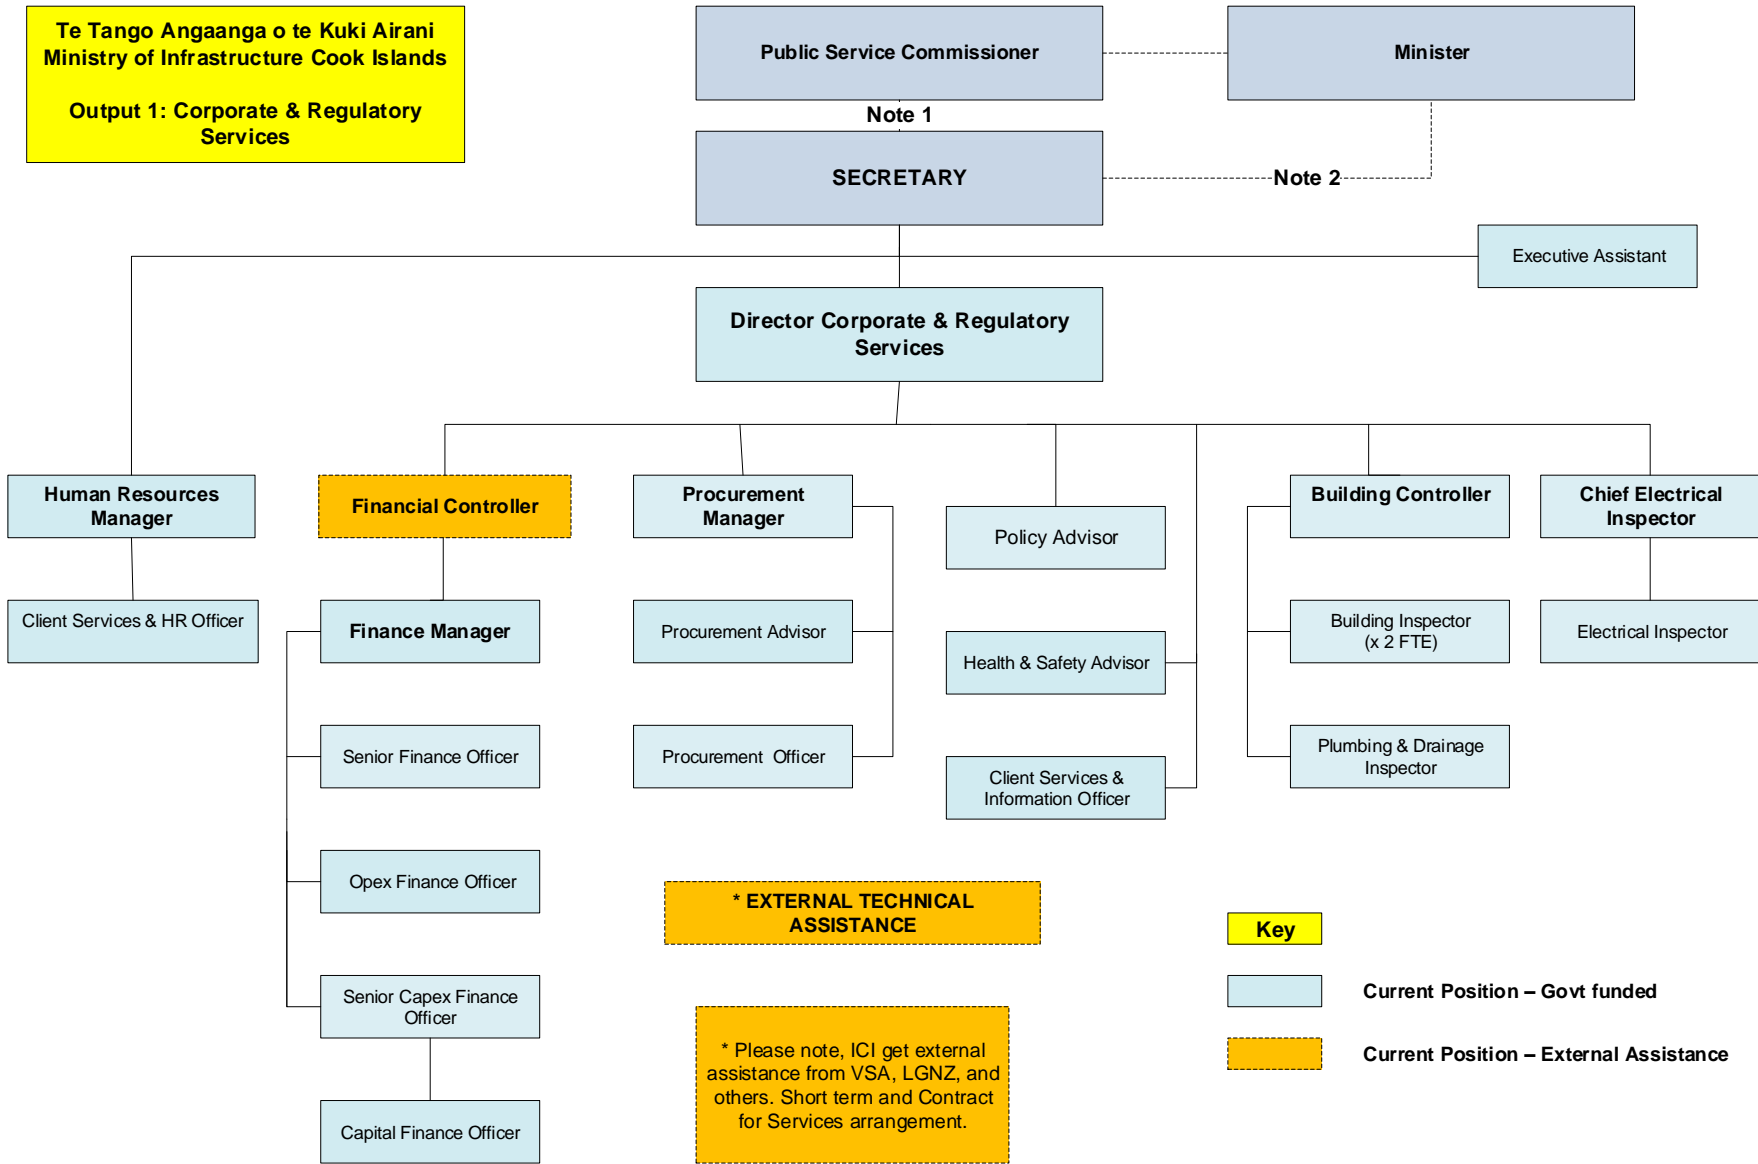 Te Tango Angaanga o te Kuki Airani
Ministry of Infrastructure Cook Islands
Output 1: Corporate & Regulatory
Services
Public Service Commissioner
Minister
Note 1
SECRETARY
Note 2
Executive Assistant
Director Corporate & Regulatory
Services
Human Resources
Manager
Financial Controller
Procurement
Manager
Policy Advisor
Building Controller
Chief Electrical
Inspector
Client Services & HR Officer
Finance Manager
Procurement Advisor
Health & Safety Advisor
Building Inspector
(x 2 FTE)
Electrical Inspector
Senior Finance Officer
Procurement Officer
Client Services &
Information Officer
Plumbing & Drainage
Inspector
Opex Finance Officer
* EXTERNAL TECHNICAL
ASSISTANCE
Key
Senior Capex Finance
Officer
Current Position – Govt funded
* Please note, ICI get external
assistance from VSA, LGNZ, and
others. Short term and Contract
for Services arrangement.
Current Position – External Assistance
Capital Finance Officer